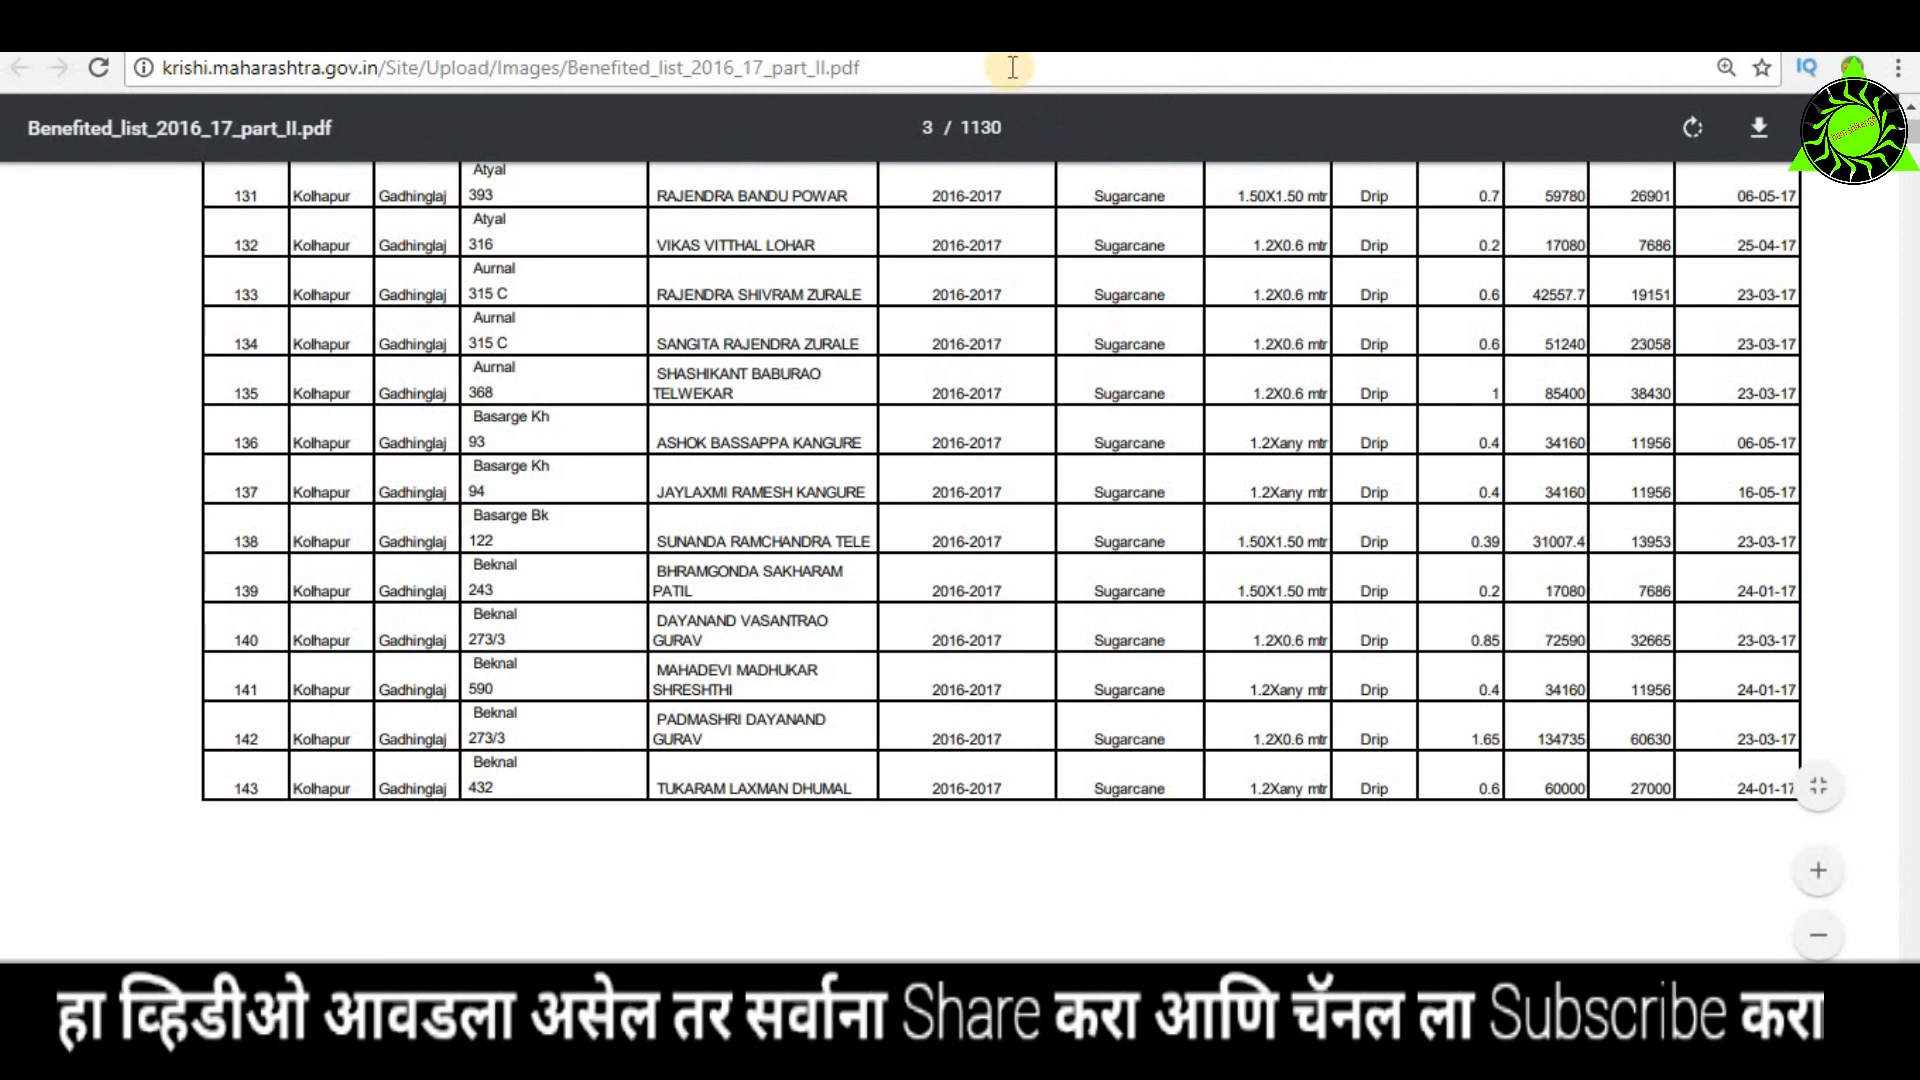 krishi.maharashtra.gov.in/Site/Upload/Images/Benefited_list_2016_17_part_II.pdf
IQ
Benefited_list_2016_17_part_II.pdf 3 / 1130
Atyal
131 Kolhapur Gadhinglaj 393 RAJENDRA BANDU POWAR 2016-2017 Sugarcane 1.50X1.50 mtr Drip 0.7 59780 26901 06-05-17
Atyal
132 Kolhapur Gadhinglaj 316 VIKAS VITTHAL LOHAR 2016-2017 Sugarcane 1.2X0.6 mtr Drip 0.2 17080 7686 25-04-17
Aurnal
133 Kolhapur Gadhinglaj 315 C RAJENDRA SHIVRAM ZURALE 2016-2017 Sugarcane 1.2X0.6 mtr Drip 0.6 42557.7 19151 23-03-17
Aurnal
134 Kolhapur Gadhinglaj 315 C SANGITA RAJENDRA ZURALE 2016-2017 Sugarcane 1.2X0.6 mtr Drip 0.6 51240 23058 23-03-17
Aurnal SHASHIKANT BABURAO
135 Kolhapur Gadhinglaj 368 TELWEKAR 2016-2017 Sugarcane 1.2X0.6 mtr Drip 1 85400 38430 23-03-17
Basarge Kh
136 Kolhapur Gadhinglaj 93 ASHOK BASSAPPA KANGURE 2016-2017 Sugarcane 1.2Xany mtr Drip 0.4 34160 11956 06-05-17
Basarge Kh
137 Kolhapur Gadhinglaj 94 JAYLAXMI RAMESH KANGURE 2016-2017 Sugarcane 1.2Xany mtr Drip 0.4 34160 11956 16-05-17
Basarge Bk
138 Kolhapur Gadhinglaj 122 SUNANDA RAMCHANDRA TELE 2016-2017 Sugarcane 1.50X1.50 mtr Drip 0.39 31007.4 13953 23-03-17
Beknal BHRAMGONDA SAKHARAM
139 Kolhapur Gadhinglaj 243 PATIL 2016-2017 Sugarcane 1.50X1.50 mtr Drip 0.2 17080 7686 24-01-17
Beknal DAYANAND VASANTRAO
140 Kolhapur Gadhinglaj 273/3 GURAV 2016-2017 Sugarcane 1.2X0.6 mtr Drip 0.85 72590 32665 23-03-17
Beknal MAHADEVI MADHUKAR
141 Kolhapur Gadhinglaj 590 SHRESHTHI 2016-2017 Sugarcane 1.2Xany mtr Drip 0.4 34160 11956 24-01-17
Beknal PADMASHRI DAYANAND
142 Kolhapur Gadhinglaj 273/3 GURAV 2016-2017 Sugarcane 1.2X0.6 mtr Drip 1.65 134735 60630 23-03-17
Beknal
143 Kolhapur Gadhinglaj 432 TUKARAM LAXMAN DHUMAL 2016-2017 Sugarcane 1.2Xany mtr Drip 0.6 60000 27000 24-01-17
हा व्हिडीओ आवडला असेल तर सर्वाना Share करा आणि चॅनल ला Subscribe करा